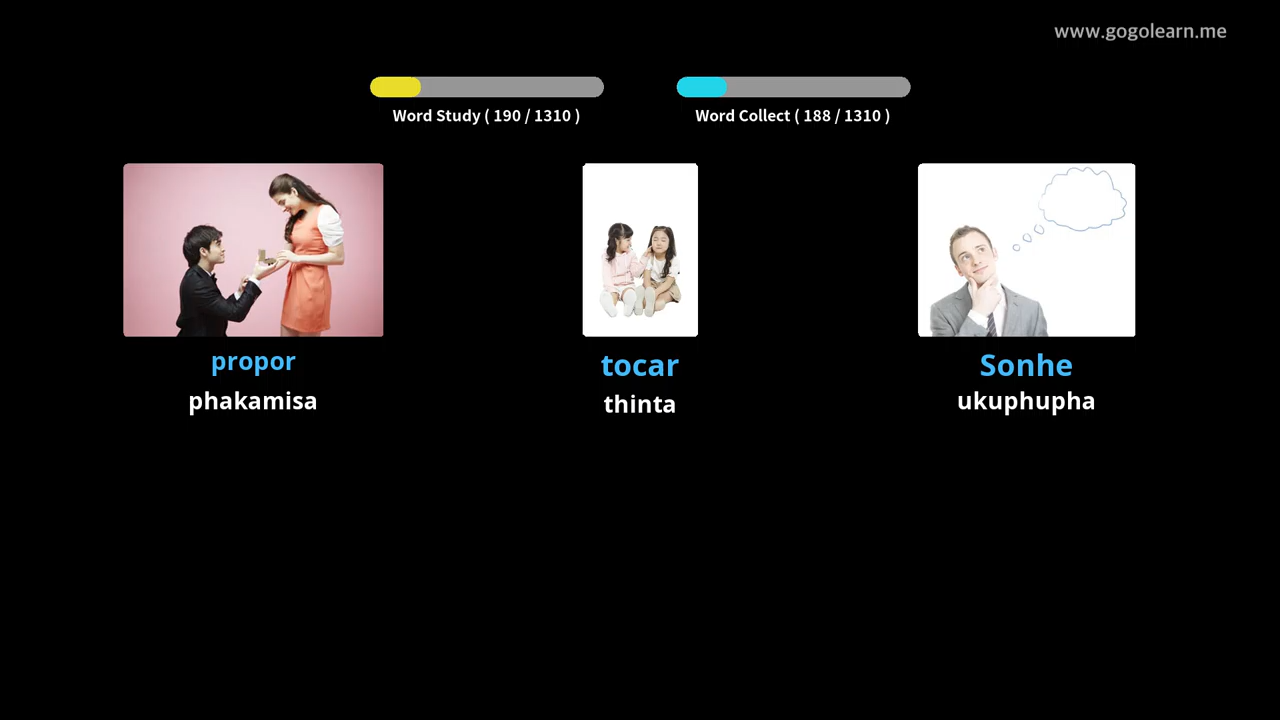 www.gogolearn.me
Word Study ( 190 / 1310 )
Word Collect ( 188 / 1310 )
propor
phakamisa
tocar
thinta
Sonhe
ukuphupha